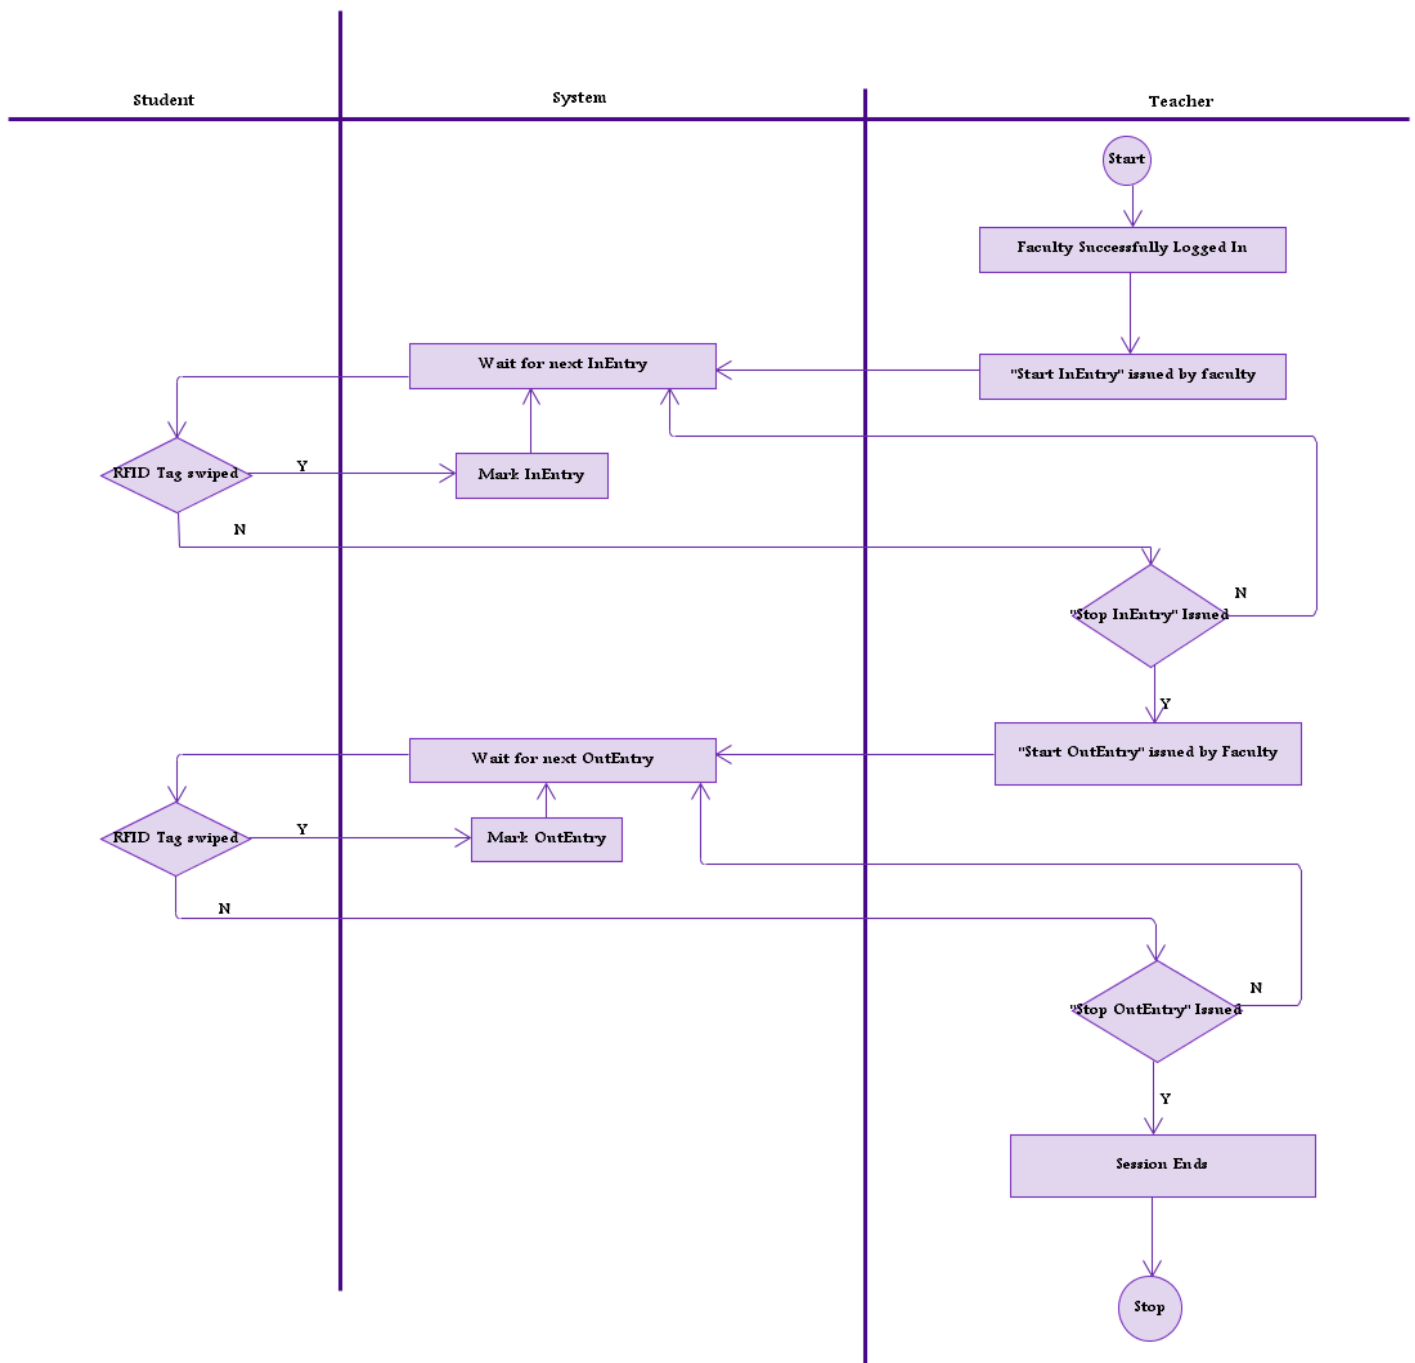 Student
System
Teacher
Start
Faculty Successfully Logged In
Wait for next InEntry
"Start InEntry" issued by faculty
RFID Tag swiped
Y
Mark InEntry
N
"Stop InEntry" Issued
N
Y
Wait for next OutEntry
"Start OutEntry" issued by Faculty
RFID Tag swiped
Y
Mark OutEntry
N
"Stop OutEntry" Issued
N
Y
Session Ends
Stop